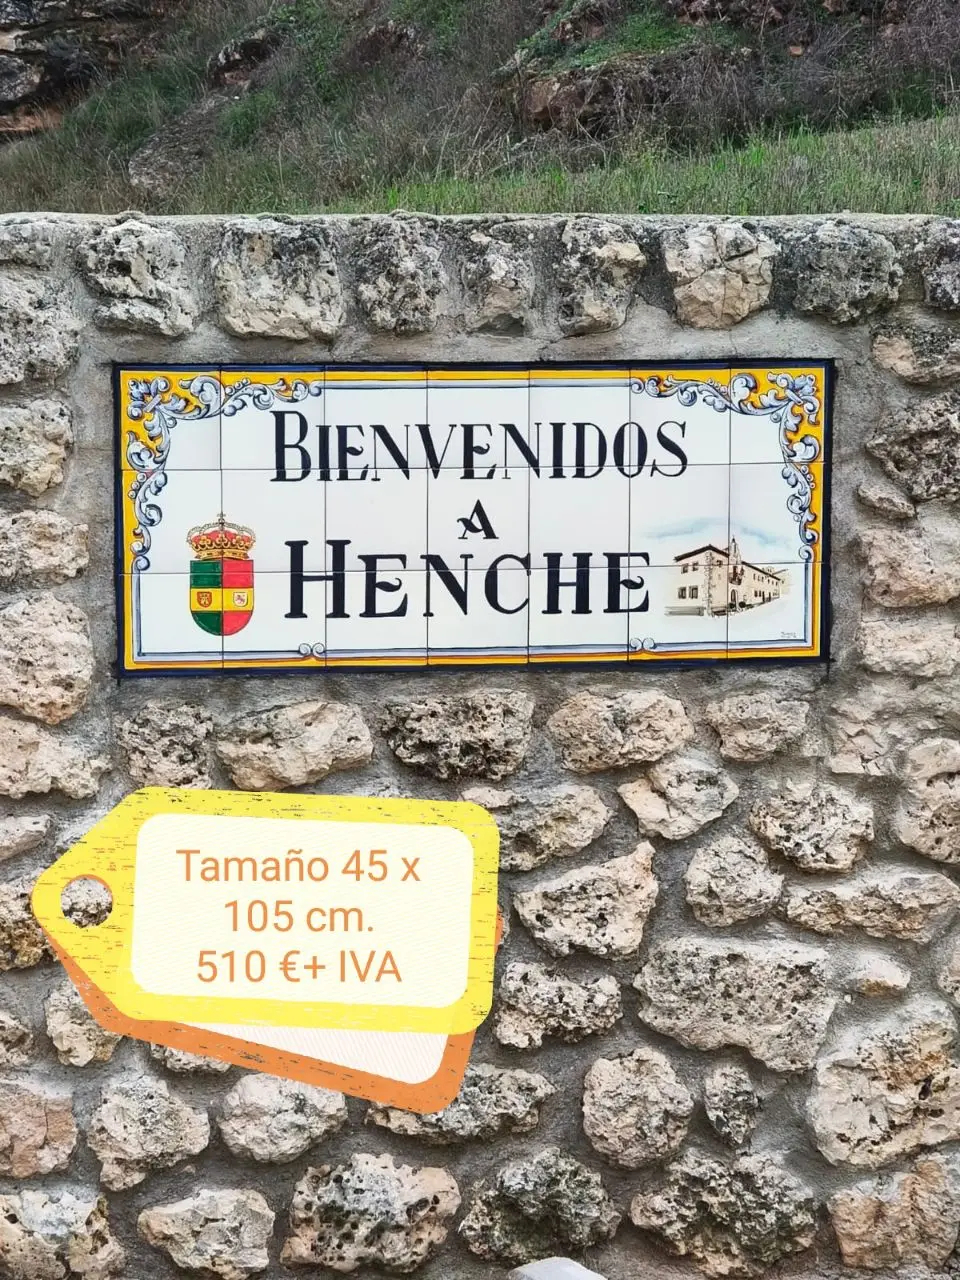 BIENVENIDOS
A
HENCHE
Tamaño 45 x
105 cm.
510 €+ IVA